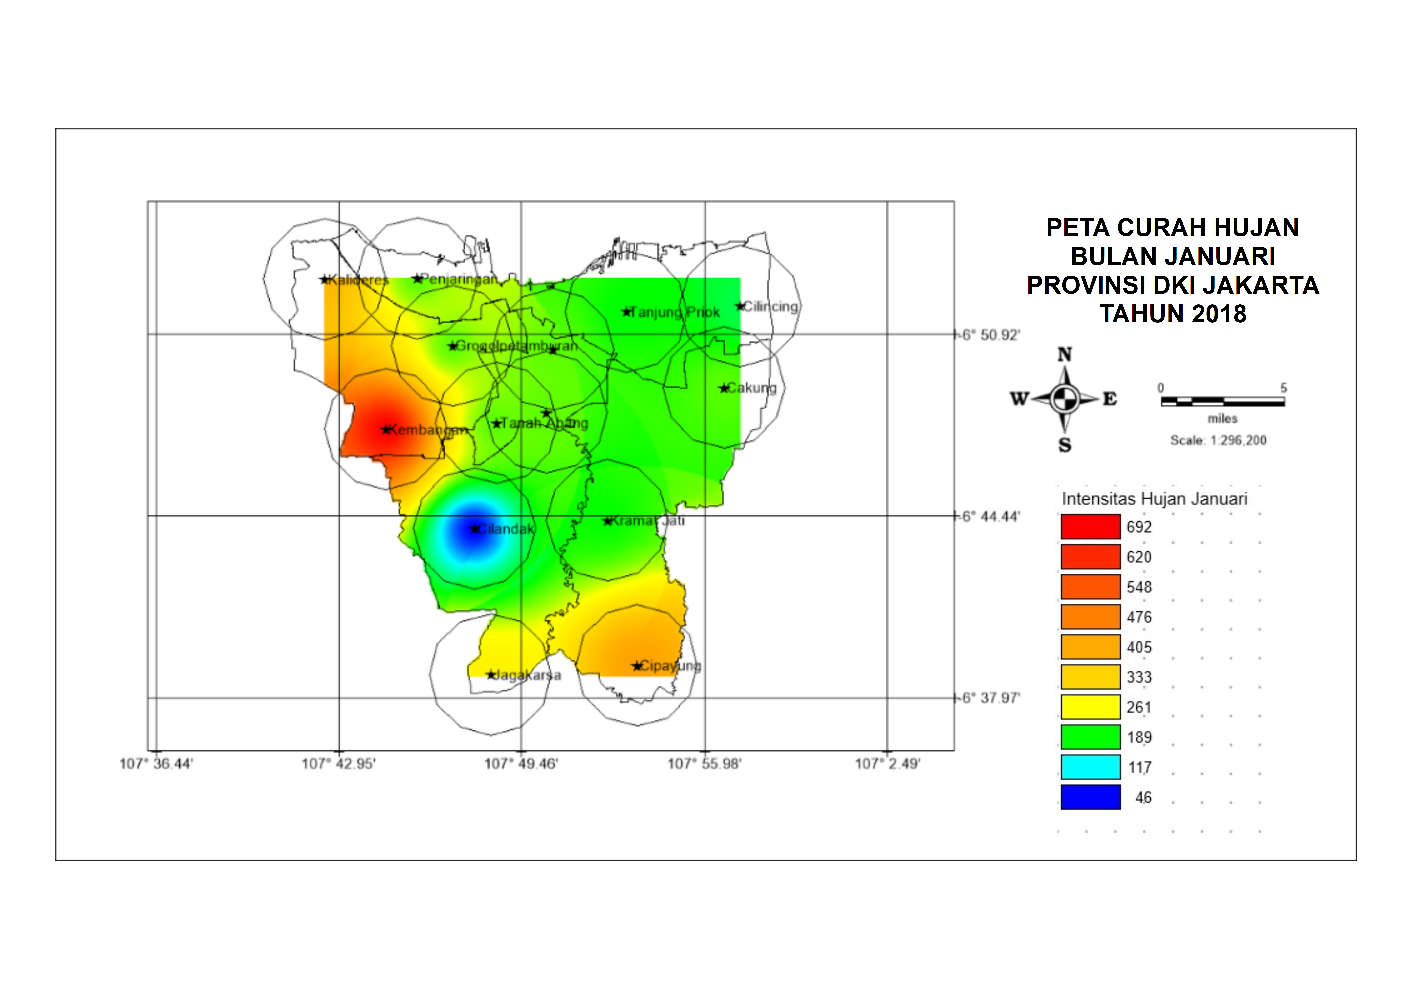 PETA CURAH HUJAN
BULAN JANUARI
PROVINSI DKI JAKARTA
TAHUN 2018
N
W E
S
0 5
miles
Scale: 1:296,200
Intensitas Hujan Januari
692
620
548
476
405
333
261
189
117
46
Kalideres
Penjaringan
Tanjung Priok
Cilincing
Grogolpetamburan
Cakung
Kembangan
Tanah Abang
Cilandak
Kramat Jati
Jagakarsa
Cipayung
-6° 50.92'
-6° 44.44'
-6° 37.97'
107° 36.44'
107° 42.95'
107° 49.46'
107° 55.98'
107° 2.49'